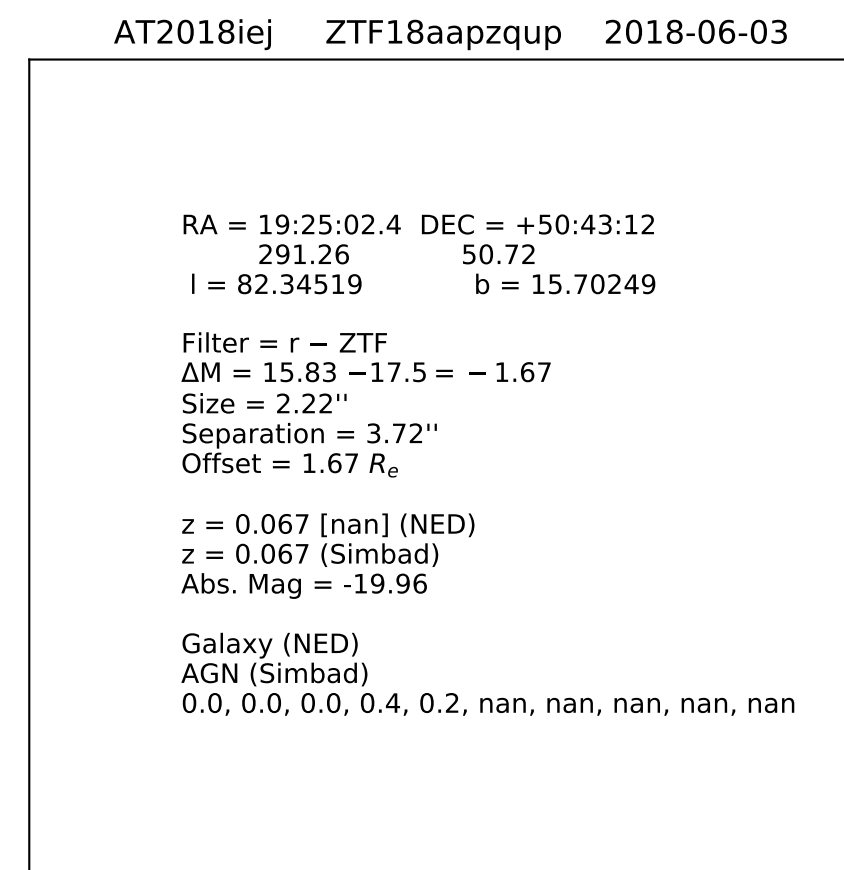 AT2018iej ZTF18aapzqup 2018-06-03
RA = 19:25:02.4 DEC = +50:43:12
291.26 50.72
l = 82.34519 b = 15.70249
Filter = r − ZTF
ΔM = 15.83 −17.5 = − 1.67
Size = 2.22''
Separation = 3.72''
Offset = 1.67 Re
z = 0.067 [nan] (NED)
z = 0.067 (Simbad)
Abs. Mag = -19.96
Galaxy (NED)
AGN (Simbad)
0.0, 0.0, 0.0, 0.4, 0.2, nan, nan, nan, nan, nan